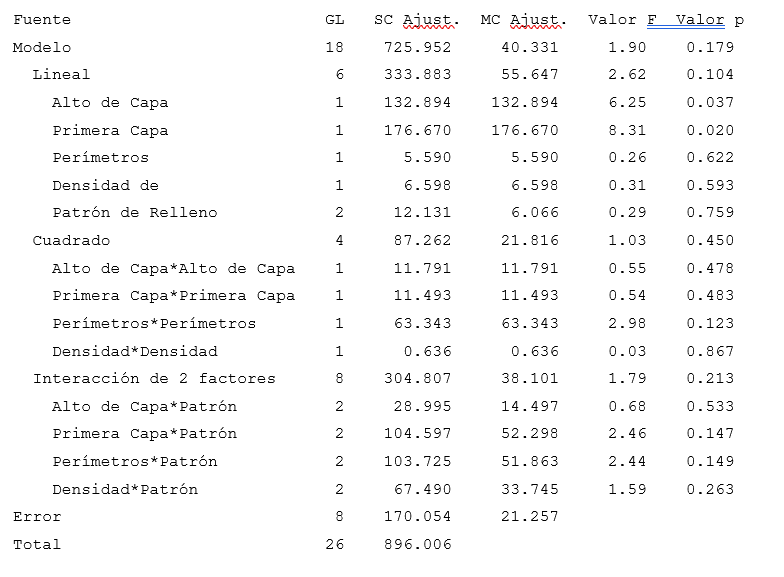 Fuente GL SC Ajust. MC Ajust. Valor F Valor p
Modelo 18 725.952 40.331 1.90 0.179
Lineal 6 333.883 55.647 2.62 0.104
Alto de Capa 1 132.894 132.894 6.25 0.037
Primera Capa 1 176.670 176.670 8.31 0.020
Perímetros 1 5.590 5.590 0.26 0.622
Densidad de 1 6.598 6.598 0.31 0.593
Patrón de Relleno 2 12.131 6.066 0.29 0.759
Cuadrado 4 87.262 21.816 1.03 0.450
Alto de Capa*Alto de Capa 1 11.791 11.791 0.55 0.478
Primera Capa*Primera Capa 1 11.493 11.493 0.54 0.483
Perímetros*Perímetros 1 63.343 63.343 2.98 0.123
Densidad*Densidad 1 0.636 0.636 0.03 0.867
Interacción de 2 factores 8 304.807 38.101 1.79 0.213
Alto de Capa*Patrón 2 28.995 14.497 0.68 0.533
Primera Capa*Patrón 2 104.597 52.298 2.46 0.147
Perímetros*Patrón 2 103.725 51.863 2.44 0.149
Densidad*Patrón 2 67.490 33.745 1.59 0.263
Error 8 170.054 21.257
Total 26 896.006